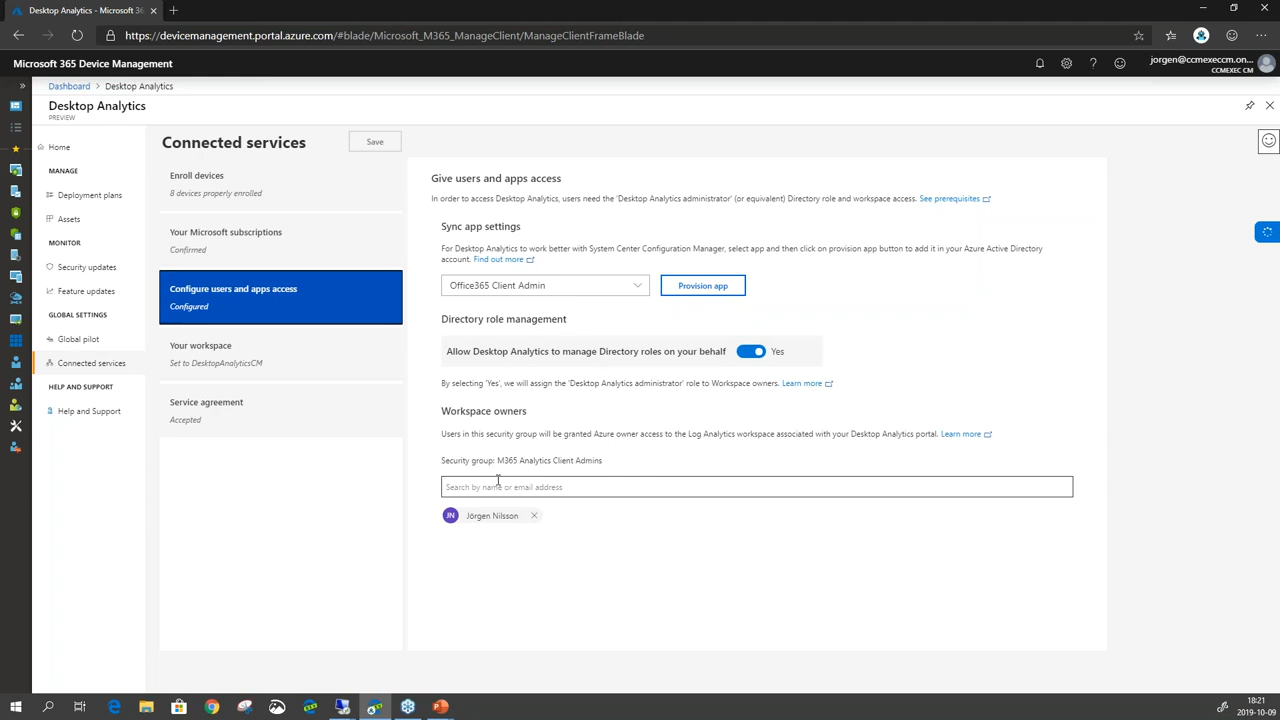 Desktop Analytics - Microsoft 36
https://devicemanagement.portal.azure.com/#blade/Microsoft_M365_ManageClient/ManageClientFrameBlade
Microsoft 365 Device Management
jorgen@ccmexeccm.on...
CCMEXEC CM
Dashboard > Desktop Analytics
Desktop Analytics
PREVIEW
Home
MANAGE
Deployment plans
Assets
MONITOR
Security updates
Feature updates
GLOBAL SETTINGS
Global pilot
Connected services
HELP AND SUPPORT
Help and Support
Connected services
Save
Enroll devices
8 devices properly enrolled
Your Microsoft subscriptions
Confirmed
Configure users and apps access
Configured
Your workspace
Set to DesktopAnalyticsCM
Service agreement
Accepted
Give users and apps access
In order to access Desktop Analytics, users need the 'Desktop Analytics administrator' (or equivalent) Directory role and workspace access. See prerequisites
Sync app settings
For Desktop Analytics to work better with System Center Configuration Manager, select app and then click on provision app button to add it in your Azure Active Directory
account. Find out more
Office365 Client Admin
Provision app
Directory role management
Allow Desktop Analytics to manage Directory roles on your behalf Yes
By selecting 'Yes', we will assign the 'Desktop Analytics administrator' role to Workspace owners. Learn more
Workspace owners
Users in this security group will be granted Azure owner access to the Log Analytics workspace associated with your Desktop Analytics portal. Learn more
Security group: M365 Analytics Client Admins
Search by name or email address
JN Jörgen Nilsson
18:21
2019-10-09